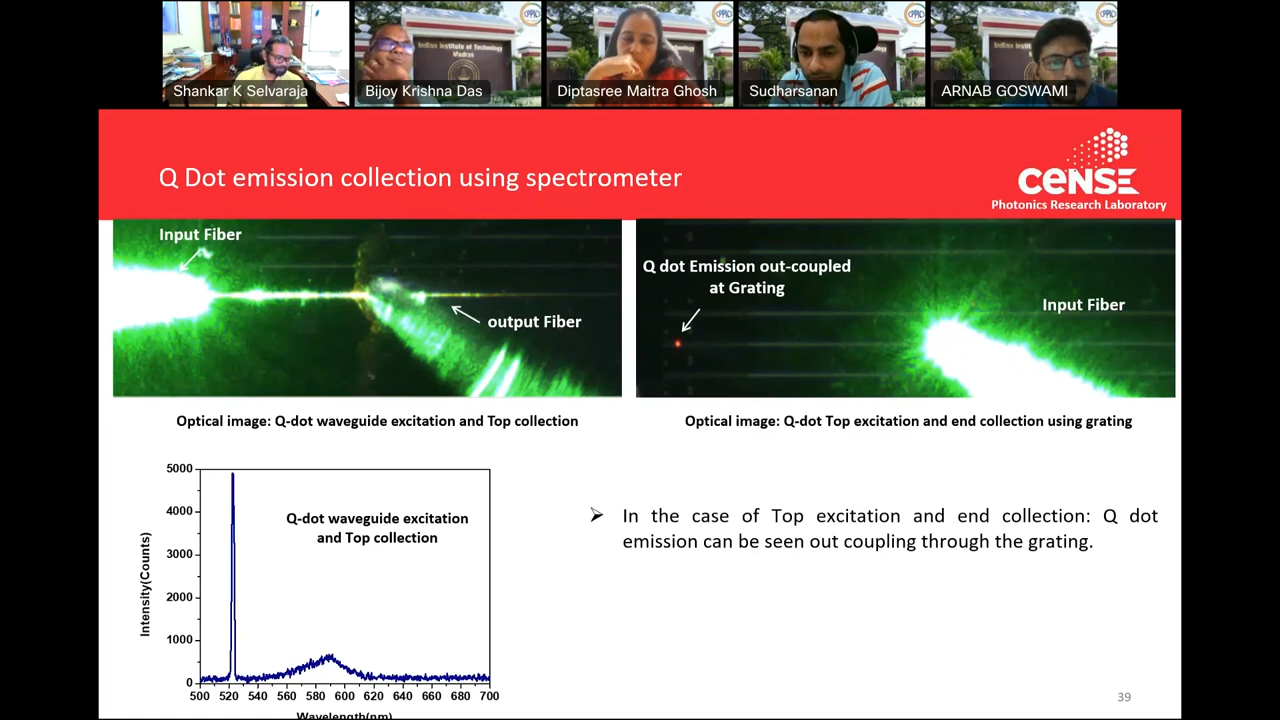 Shankar K Selvaraja
Bijoy Krishna Das
Diptasree Maitra Ghosh
Sudharsanan
ARNAB GOSWAMI
Indian Institute of Technology
Madras
Q Dot emission collection using spectrometer
CENSE
Photonics Research Laboratory
Input Fiber
output Fiber
Q dot Emission out-coupled
at Grating
Input Fiber
Optical image: Q-dot waveguide excitation and Top collection
Optical image: Q-dot Top excitation and end collection using grating
5000
4000
3000
2000
1000
0
Intensity(Counts)
Q-dot waveguide excitation
and Top collection
500 520 540 560 580 600 620 640 660 680 700
Wavelength(nm)
➢ In the case of Top excitation and end collection: Q dot
emission can be seen out coupling through the grating.
39